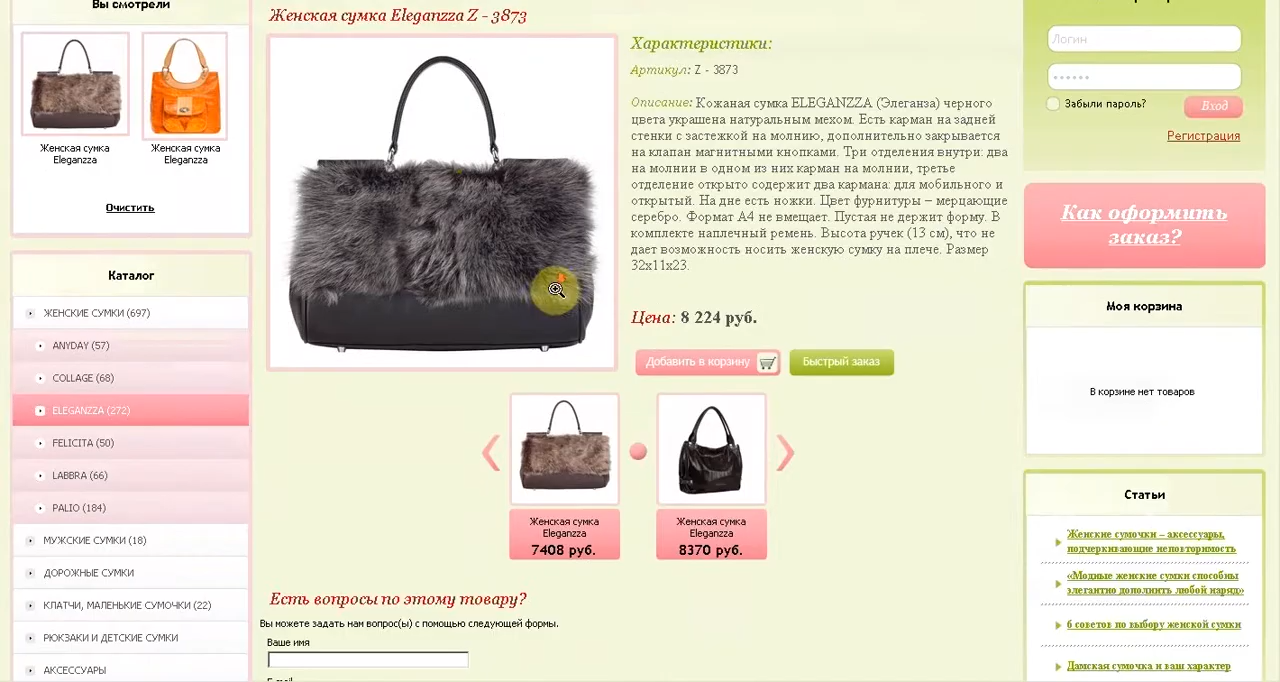 Вы смотрели
Женская сумка
Eleganzza
Женская сумка
Eleganzza
Очистить
Каталог
ЖЕНСКИЕ СУМКИ (697)
ANYDAY (57)
COLLAGE (68)
ELEGANZZA (272)
FELICITA (50)
LABBRA (66)
PALIO (184)
МУЖСКИЕ СУМКИ (18)
ДОРОЖНЫЕ СУМКИ
КЛАТЧИ, МАЛЕНЬКИЕ СУМОЧКИ (22)
РЮКЗАКИ И ДЕТСКИЕ СУМКИ
АКСЕССУАРЫ
Женская сумка Eleganzza Z - 3873
Характеристики:
Артикул: Z - 3873
Описание: Кожаная сумка ELEGANZZA (Элеганза) черного
цвета украшена натуральным мехом. Есть карман на задней
стенки с застежкой на молнию, дополнительно закрывается
на клапан магнитными кнопками. Три отделения внутри: два
на молнии в одном из них карман на молнии, третье
отделение открыто содержит два кармана: для мобильного и
открытый. На дне есть ножки. Цвет фурнитуры – мерцающие
серебро. Формат А4 не вмещает. Пустая не держит форму. В
комплекте наплечный ремень. Высота ручек (13 см), что не
дает возможность носить женскую сумку на плече. Размер
32x11x23.
Цена: 8 224 руб.
Добавить в корзину
Быстрый заказ
Женская сумка
Eleganzza
7408 руб.
Женская сумка
Eleganzza
8370 руб.
Есть вопросы по этому товару?
Вы можете задать нам вопрос(ы) с помощью следующей формы.
Ваше имя
Логин
Забыли пароль?
Вход
Регистрация
Как оформить
заказ?
Моя корзина
В корзине нет товаров
Статьи
Женские сумочки – аксессуары,
подчеркивающие неповторимость
«Модные женские сумки способны
элегантно дополнить любой наряд»
6 советов по выбору женской сумки
Дамская сумочка и ваш характер